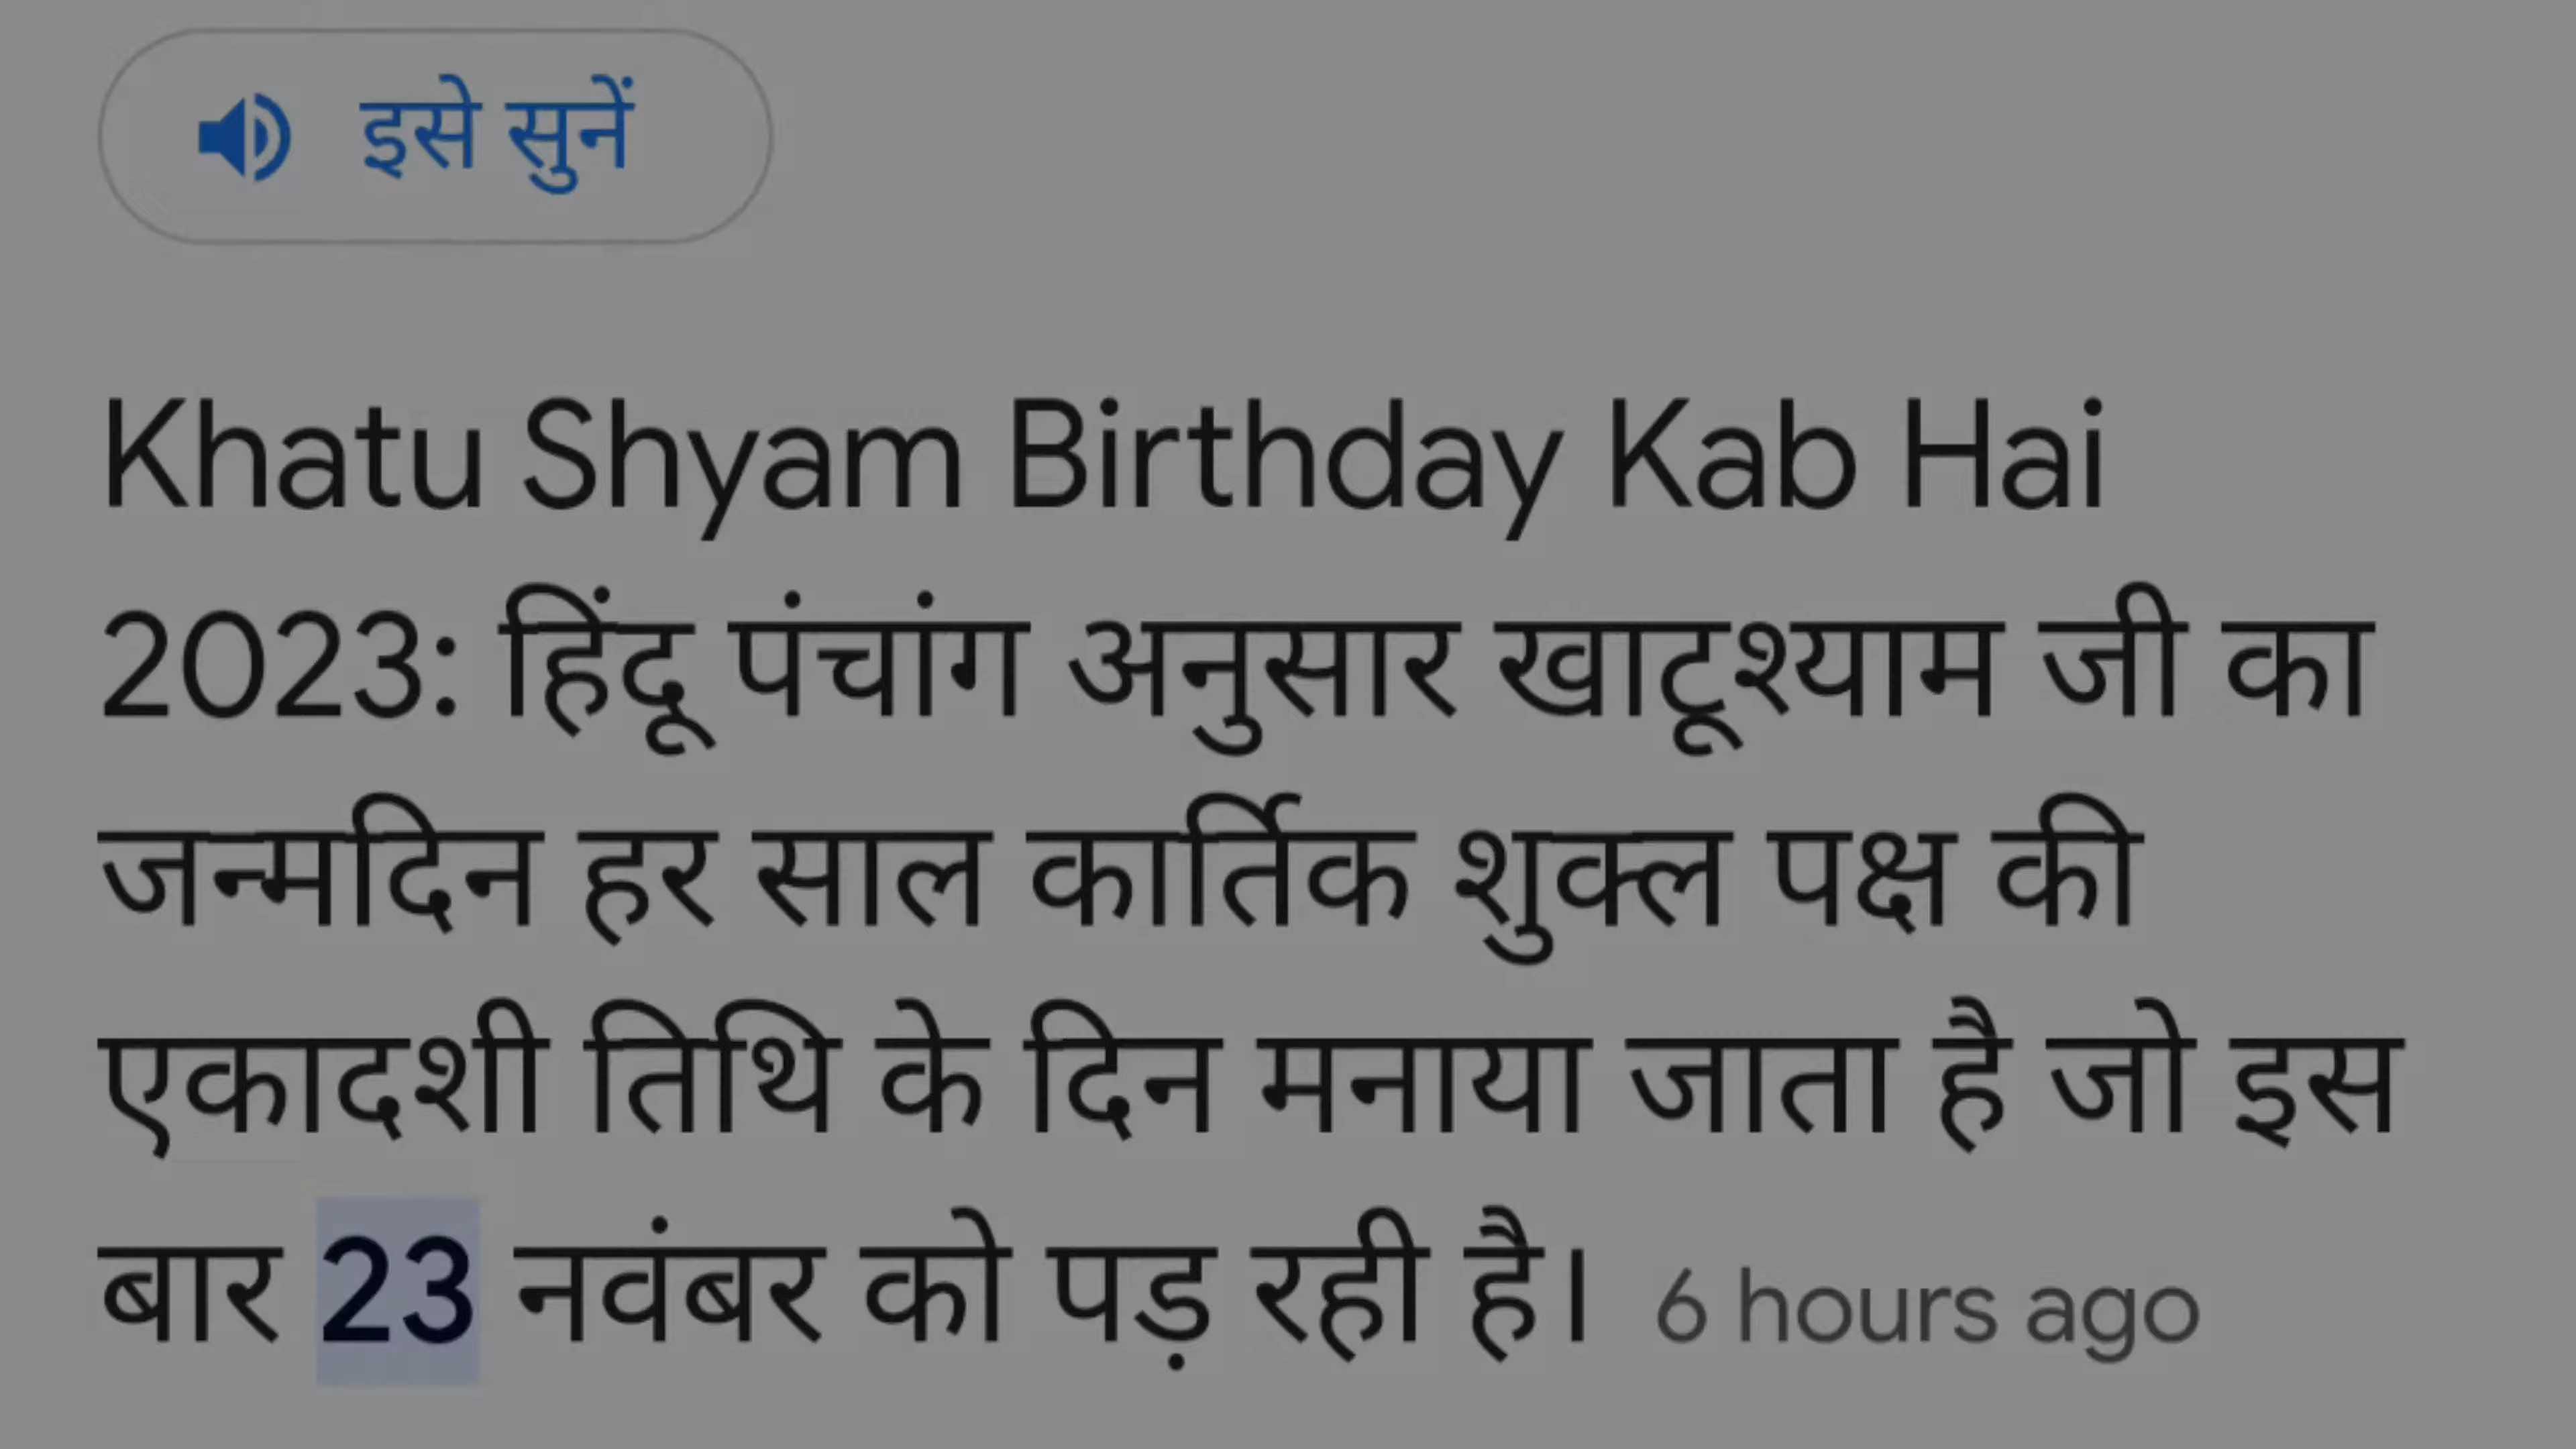 इसे सुनें
Khatu Shyam Birthday Kab Hai
2023: हिंदू पंचांग अनुसार खाटूश्याम जी का
जन्मदिन हर साल कार्तिक शुक्ल पक्ष की
एकादशी तिथि के दिन मनाया जाता है जो इस
बार 23 नवंबर को पड़ रही है। 6 hours ago